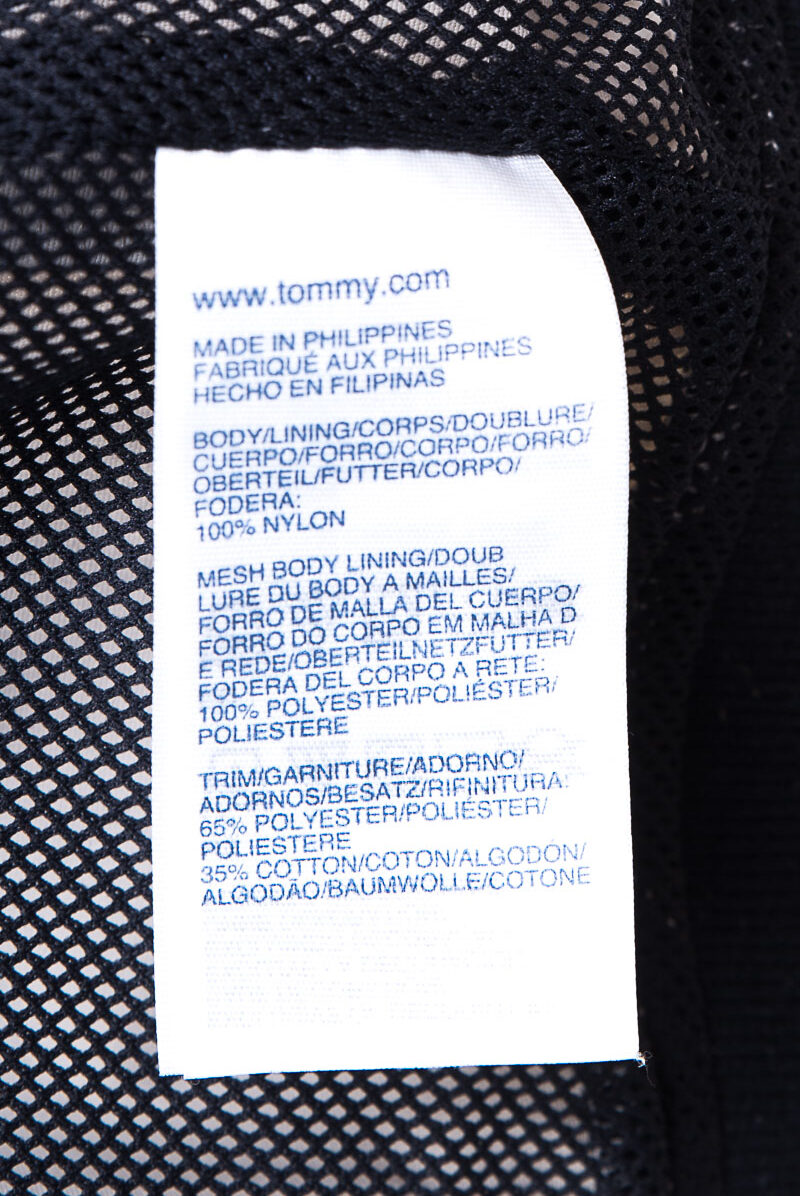 www.tommy.com
MADE IN PHILIPPINES
FABRIQUÉ AUX PHILIPPINES
HECHO EN FILIPINAS
BODY/LINING/CORPS/DOUBLURE/
CUERPO/FORRO/CORPO/FORRO/
OBERTEIL/FUTTER/CORPO/
FODERA:
100% NYLON
MESH BODY LINING/DOUB
LURE DU BODY A MAILLES/
FORRO DE MALLA DEL CUERPO/
FORRO DO CORPO EM MALHA D
E REDE/OBERTEILNETZFUTTER/
FODERA DEL CORPO A RETE:
100% POLYESTER/POLIÉSTER/
POLIESTERE
TRIM/GARNITURE/ADORNO/
ADORNOS/BESATZ/RIFINITURA:
65% POLYESTER/POLIÉSTER/
POLIESTERE
35% COTTON/COTON/ALGODÓN/
ALGODÃO/BAUMWOLLE/COTONE